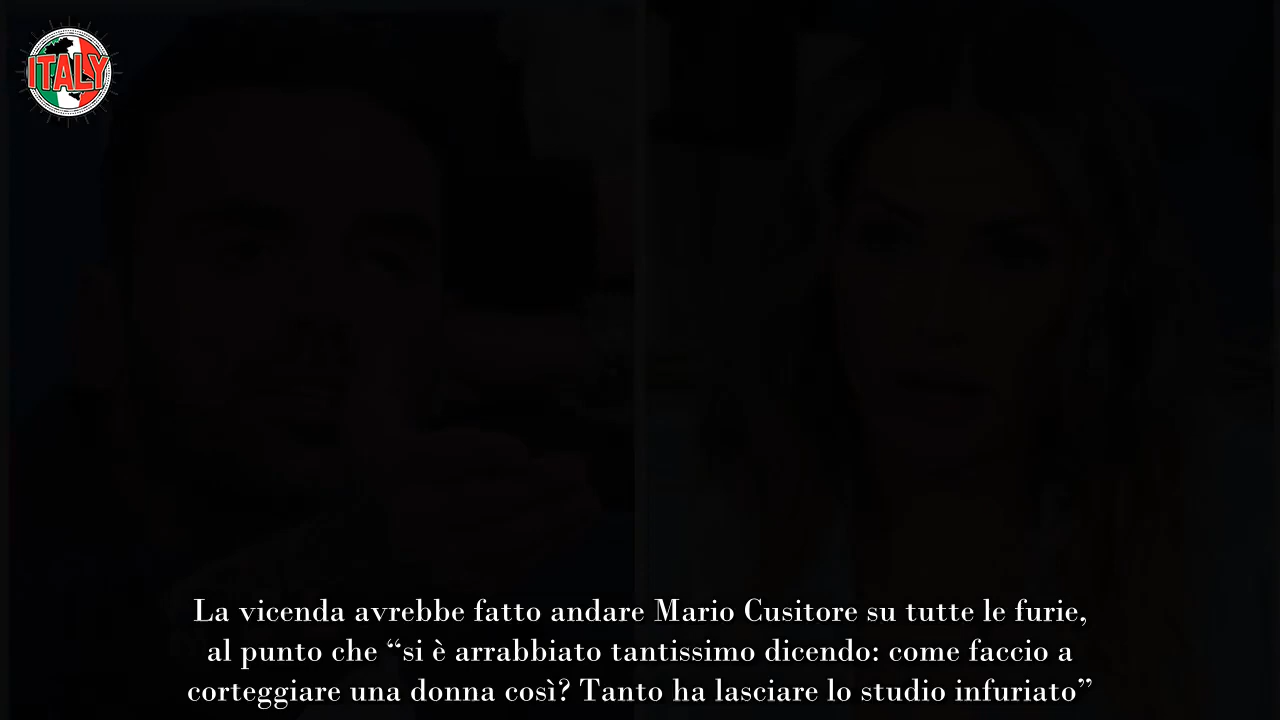 ITALY
La vicenda avrebbe fatto andare Mario Cusitore su tutte le furie,
al punto che “si è arrabbiato tantissimo dicendo: come faccio a
corteggiare una donna così? Tanto ha lasciare lo studio infuriato”